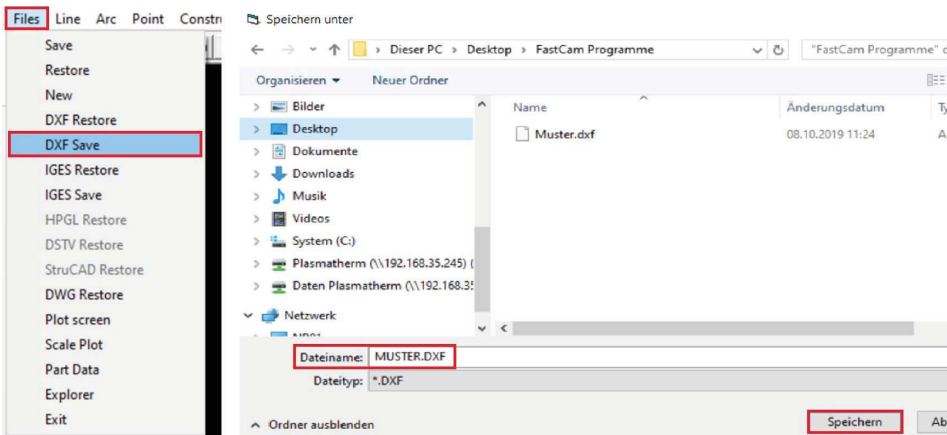 Files Line Arc Point Constr
Save
Restore
New
DXF Restore
DXF Save
IGES Restore
IGES Save
HPGL Restore
DSTV Restore
StruCAD Restore
DWG Restore
Plot screen
Scale Plot
Part Data
Explorer
Exit
Speichern unter
Dieser PC > Desktop > FastCam Programme
"FastCam Programme" d
Organisieren Neuer Ordner
Bilder
Desktop
Dokumente
Downloads
Musik
Videos
System (C:)
Plasmatherm (\\192.168.35.245) (
Daten Plasmatherm (\\192.168.35
Netzwerk
Name Änderungsdatum Ty
Muster.dxf 08.10.2019 11:24 A
Dateiname: MUSTER.DXF
Dateityp: *.DXF
Ordner ausblenden
Speichern Ab